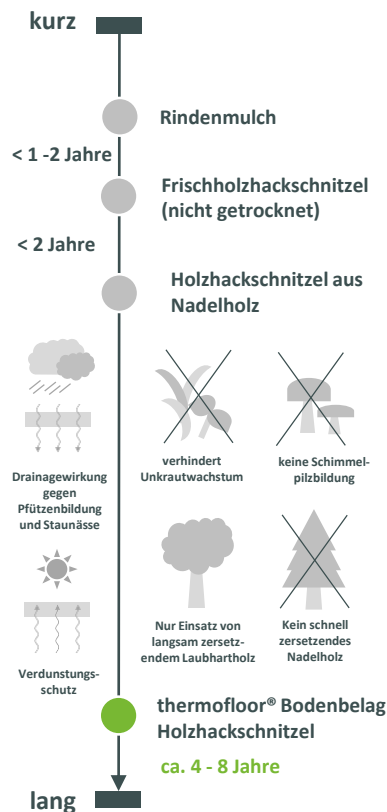 kurz
Rindenmulch
< 1 -2 Jahre
Frischholzhackschnitzel
(nicht getrocknet)
< 2 Jahre
Holzhackschnitzel aus
Nadelholz
Drainagewirkung
gegen
Pfützenbildung
und Staunässe
verhindert
Unkrautwachstum
keine Schimmel-
pilzbildung
Verdunstungs-
schutz
Nur Einsatz von
langsam zersetz-
endem Laubhartholz
Kein schnell
zersetzendes
Nadelholz
thermofloor® Bodenbelag
Holzhackschnitzel
ca. 4 - 8 Jahre
lang